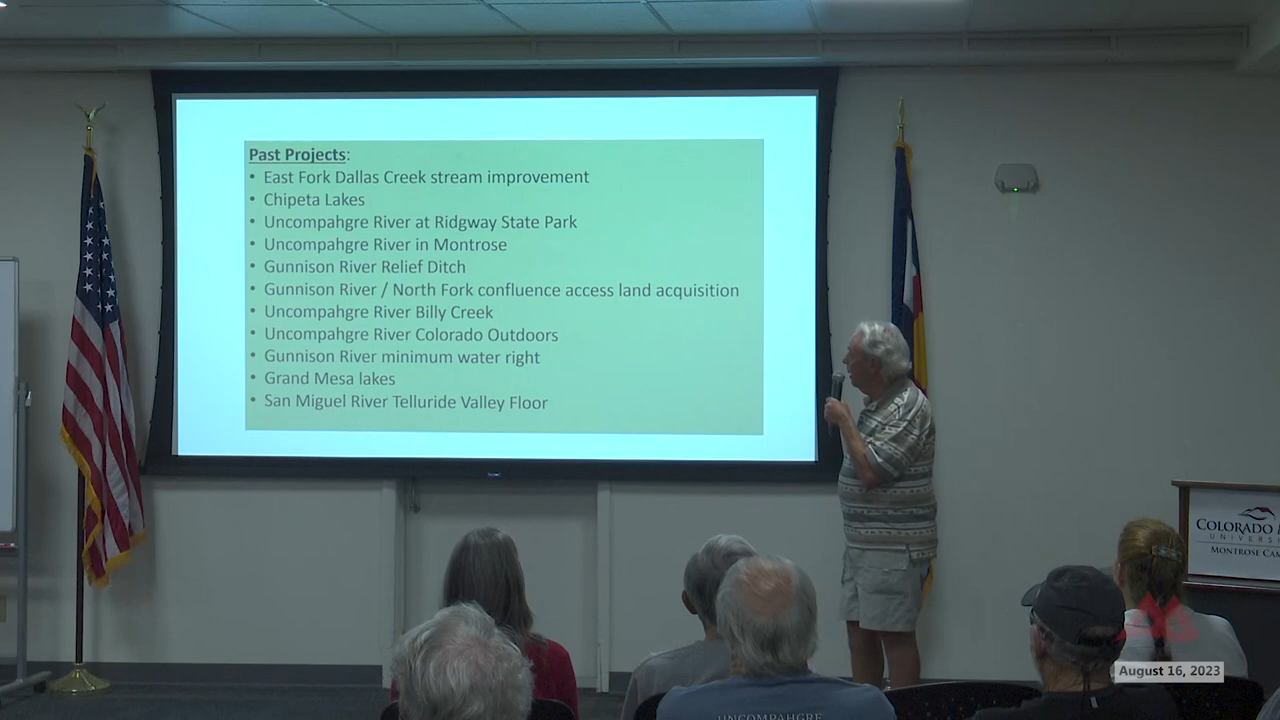 Past Projects:
• East Fork Dallas Creek stream improvement
• Chipeta Lakes
• Uncompahgre River at Ridgway State Park
• Uncompahgre River in Montrose
• Gunnison River Relief Ditch
• Gunnison River / North Fork confluence access land acquisition
• Uncompahgre River Billy Creek
• Uncompahgre River Colorado Outdoors
• Gunnison River minimum water right
• Grand Mesa lakes
• San Miguel River Telluride Valley Floor
COLORADO
MONTROSE
UNCOMPAHGRE
August 16, 2023